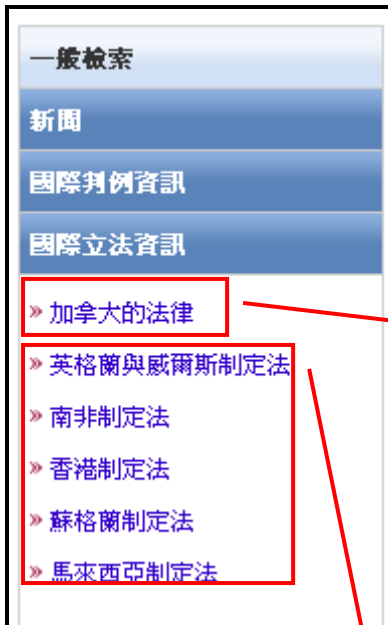 一般檢索
新聞
國際判例資訊
國際立法資訊
» 加拿大的法律
» 英格蘭與威爾斯制定法
» 南非制定法
» 香港制定法
» 蘇格蘭制定法
» 馬來西亞制定法